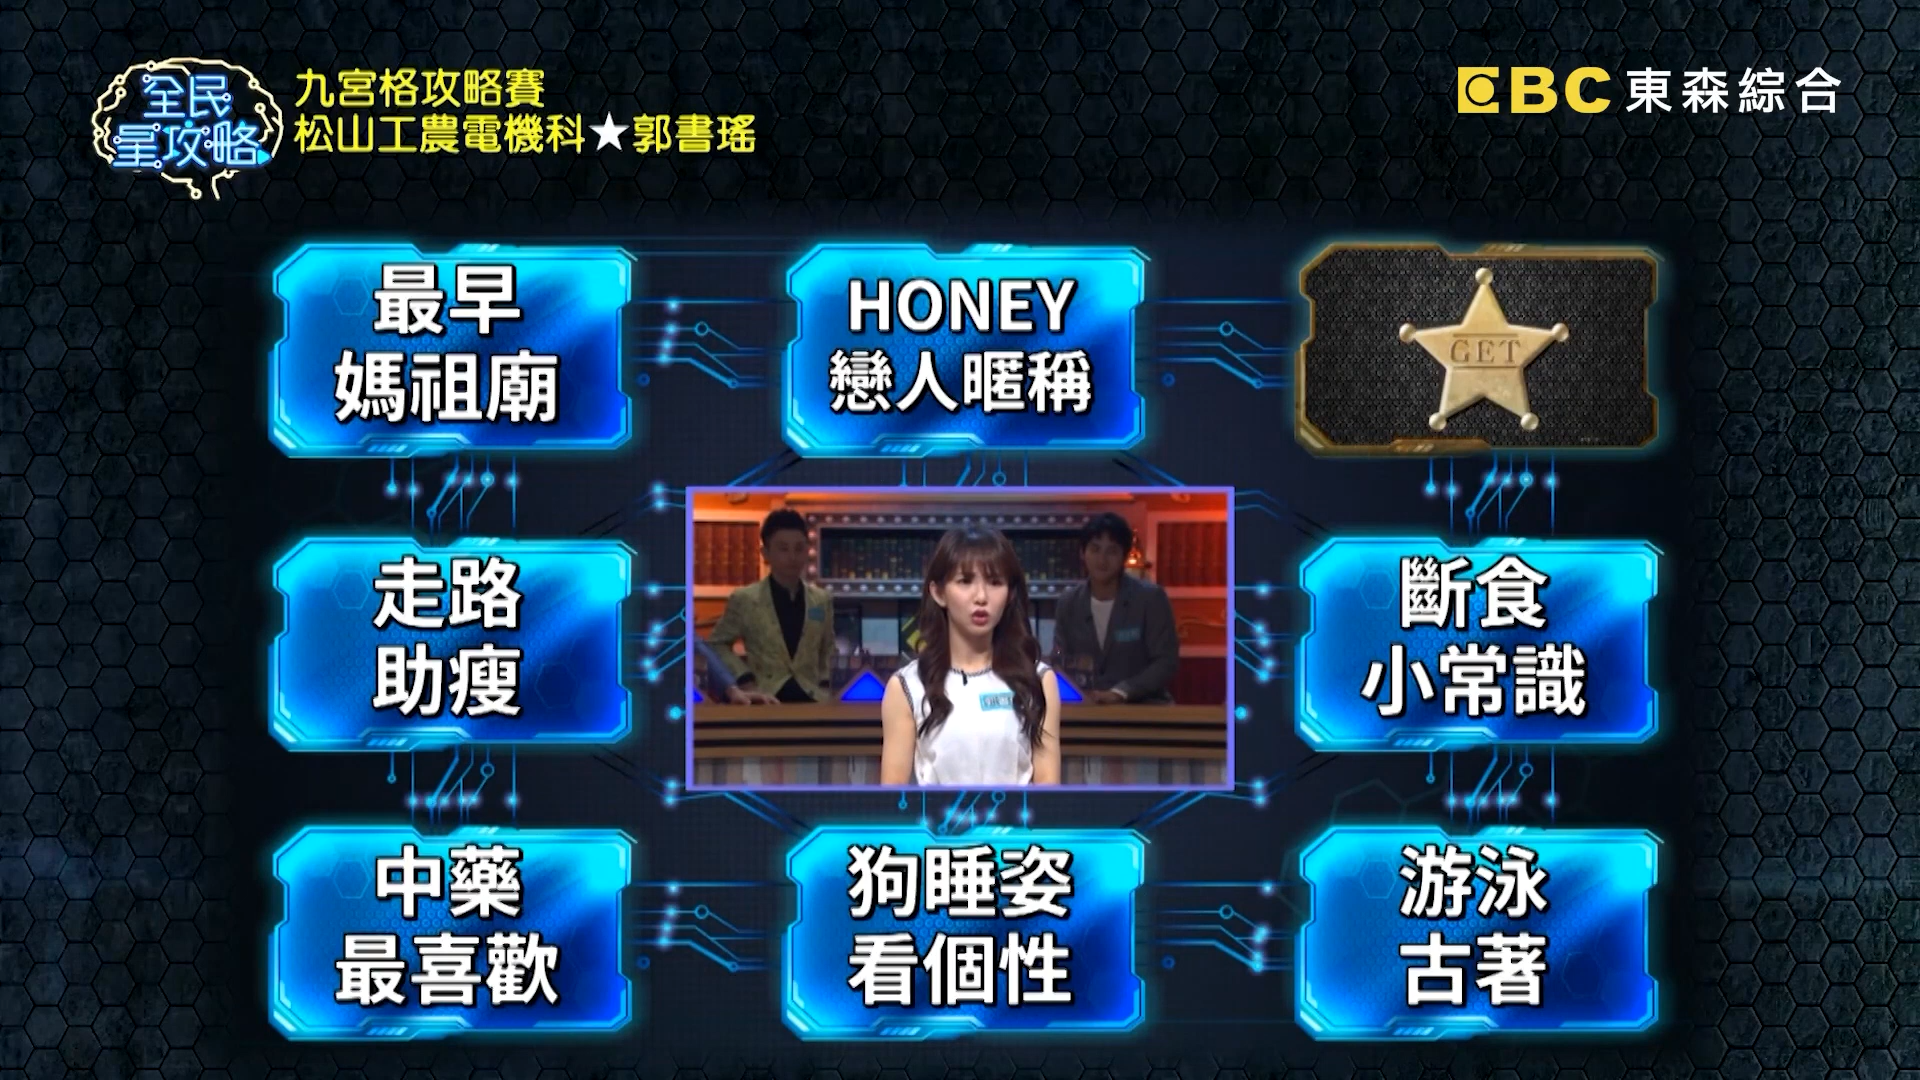 全民
星攻略
九宮格攻略賽
松山工農電機科★郭書瑤
EBC 東森綜合
最早
媽祖廟
HONEY
戀人暱稱
GET
走路
助瘦
斷食
小常識
中藥
最喜歡
狗睡姿
看個性
游泳
古著